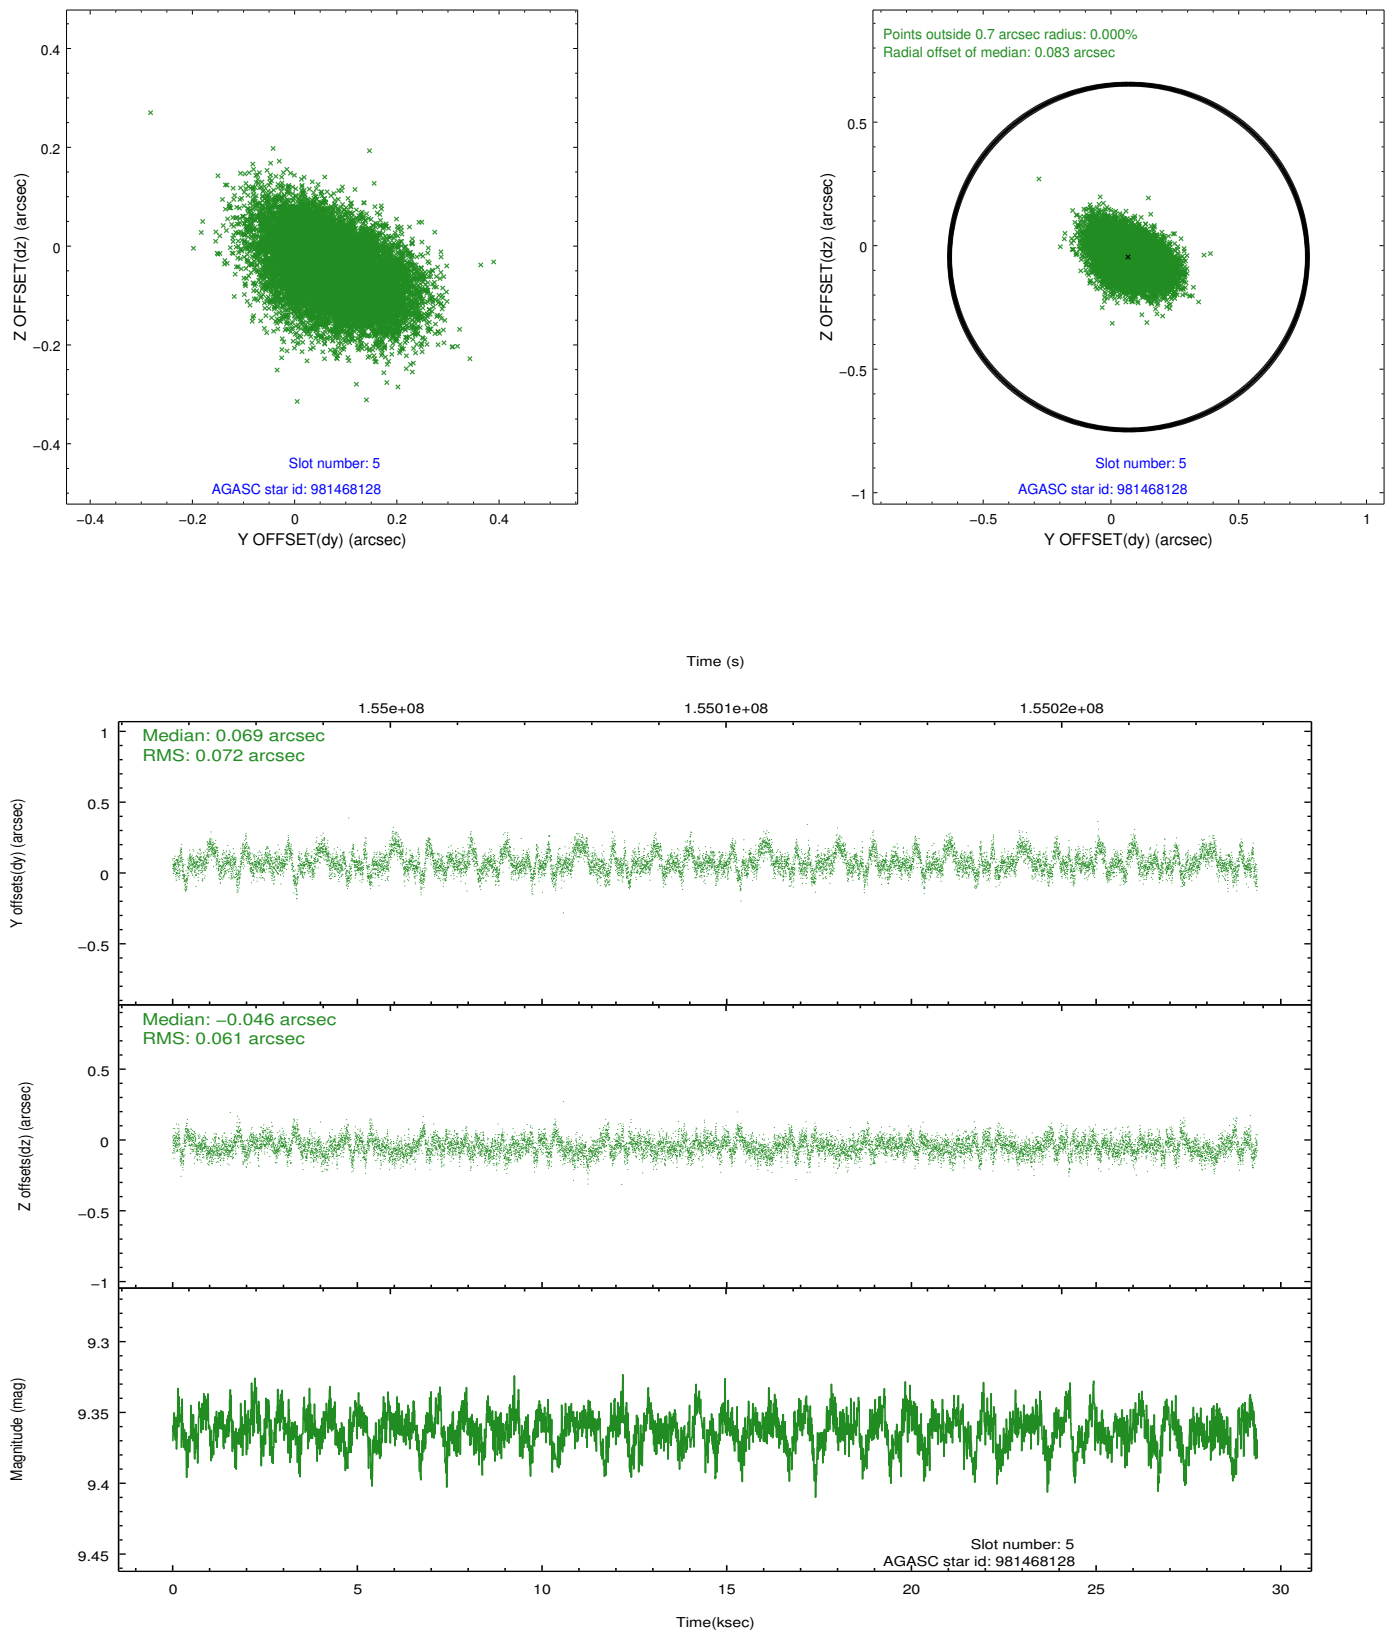 0.4
0.2
0
−0.2
−0.4
−0.4
−0.2
0
0.2
0.4
Z OFFSET(dz) (arcsec)
Y OFFSET(dy) (arcsec)
Slot number: 5
AGASC star id: 981468128
Points outside 0.7 arcsec radius: 0.000%
Radial offset of median: 0.083 arcsec
0.5
0
−0.5
−1
−0.5
0
0.5
1
Z OFFSET(dz) (arcsec)
Y OFFSET(dy) (arcsec)
Slot number: 5
AGASC star id: 981468128
Time (s)
1.55e+08
1.5501e+08
1.5502e+08
Median: 0.069 arcsec
RMS: 0.072 arcsec
1
0.5
0
−0.5
Y offsets(dy) (arcsec)
Median: −0.046 arcsec
RMS: 0.061 arcsec
0.5
0
−0.5
−1
Z offsets(dz) (arcsec)
9.3
9.35
9.4
9.45
Magnitude (mag)
Slot number: 5
AGASC star id: 981468128
0
5
10
15
20
25
30
Time(ksec)